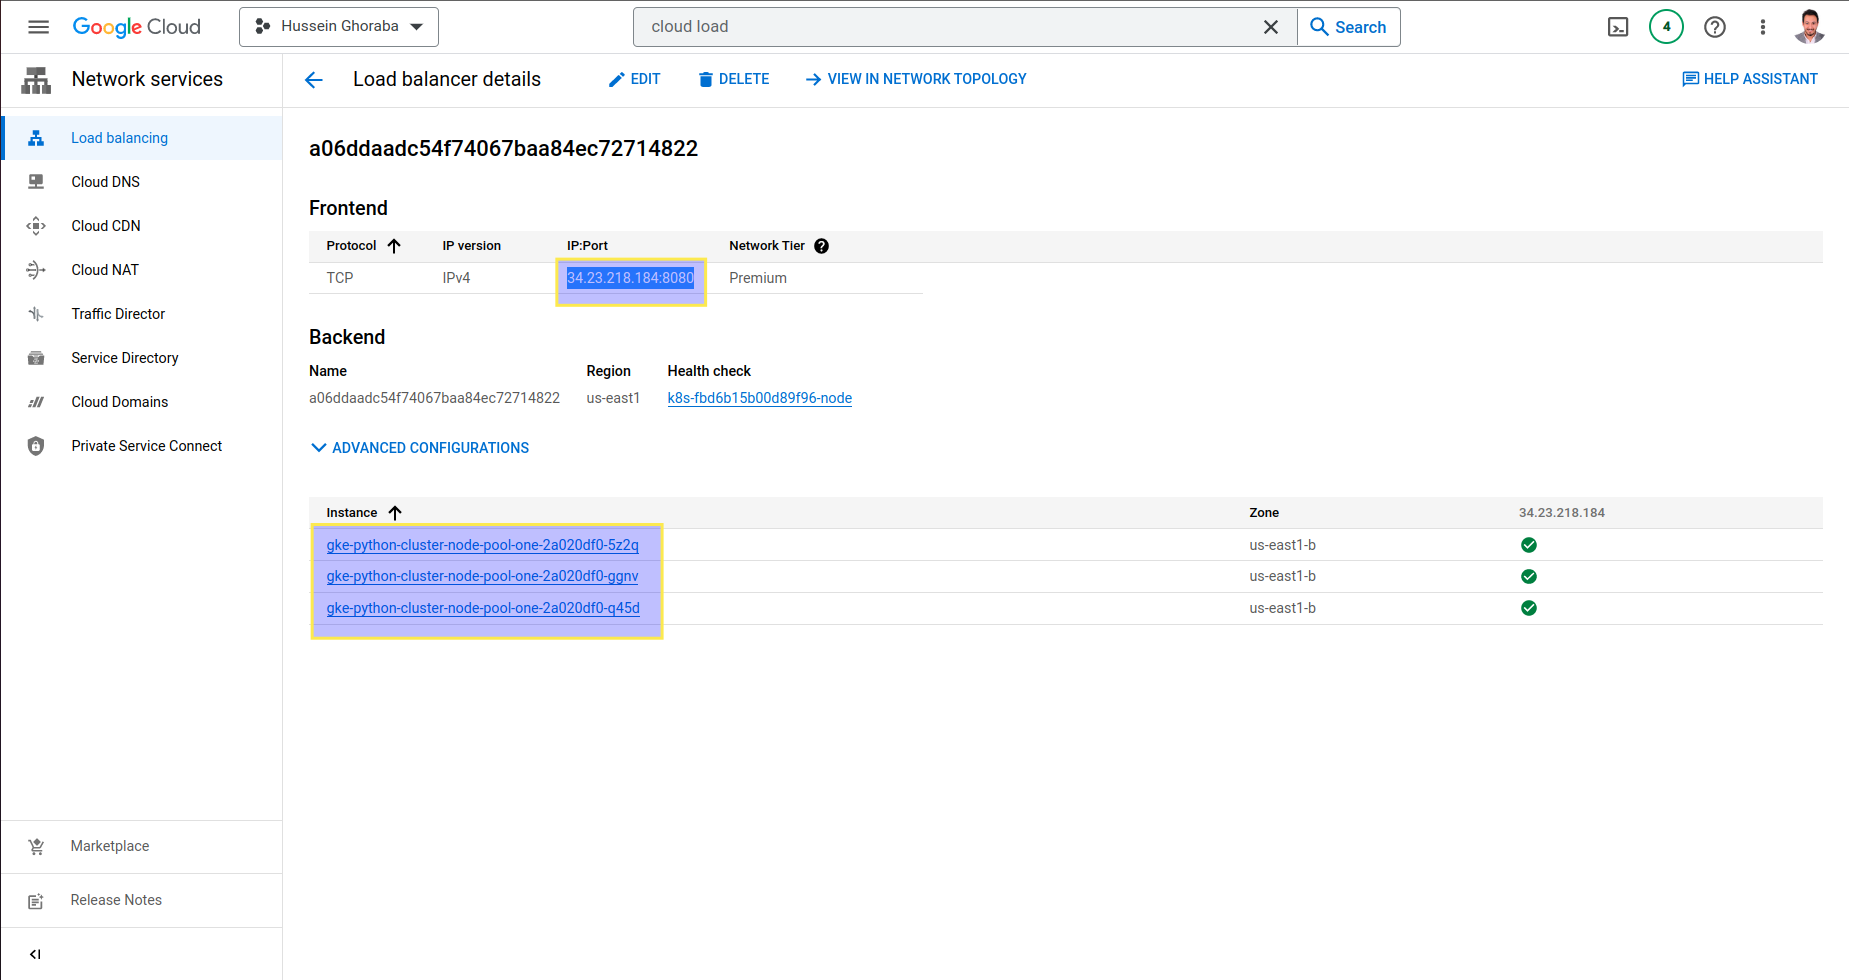 Google Cloud
Hussein Ghoraba
cloud load
Search
4
Network services
Load balancer details
EDIT
DELETE
VIEW IN NETWORK TOPOLOGY
HELP ASSISTANT
Load balancing
Cloud DNS
Cloud CDN
Cloud NAT
Traffic Director
Service Directory
Cloud Domains
Private Service Connect
Marketplace
Release Notes
a06ddaadc54f74067baa84ec72714822
Frontend
Protocol IP version IP:Port Network Tier
TCP IPv4 34.23.218.184:8080 Premium
Backend
Name Region Health check
a06ddaadc54f74067baa84ec72714822 us-east1 k8s-fbd6b15b00d89f96-node
ADVANCED CONFIGURATIONS
Instance Zone 34.23.218.184
gke-python-cluster-node-pool-one-2a020df0-5z2q us-east1-b
gke-python-cluster-node-pool-one-2a020df0-ggnv us-east1-b
gke-python-cluster-node-pool-one-2a020df0-q45d us-east1-b